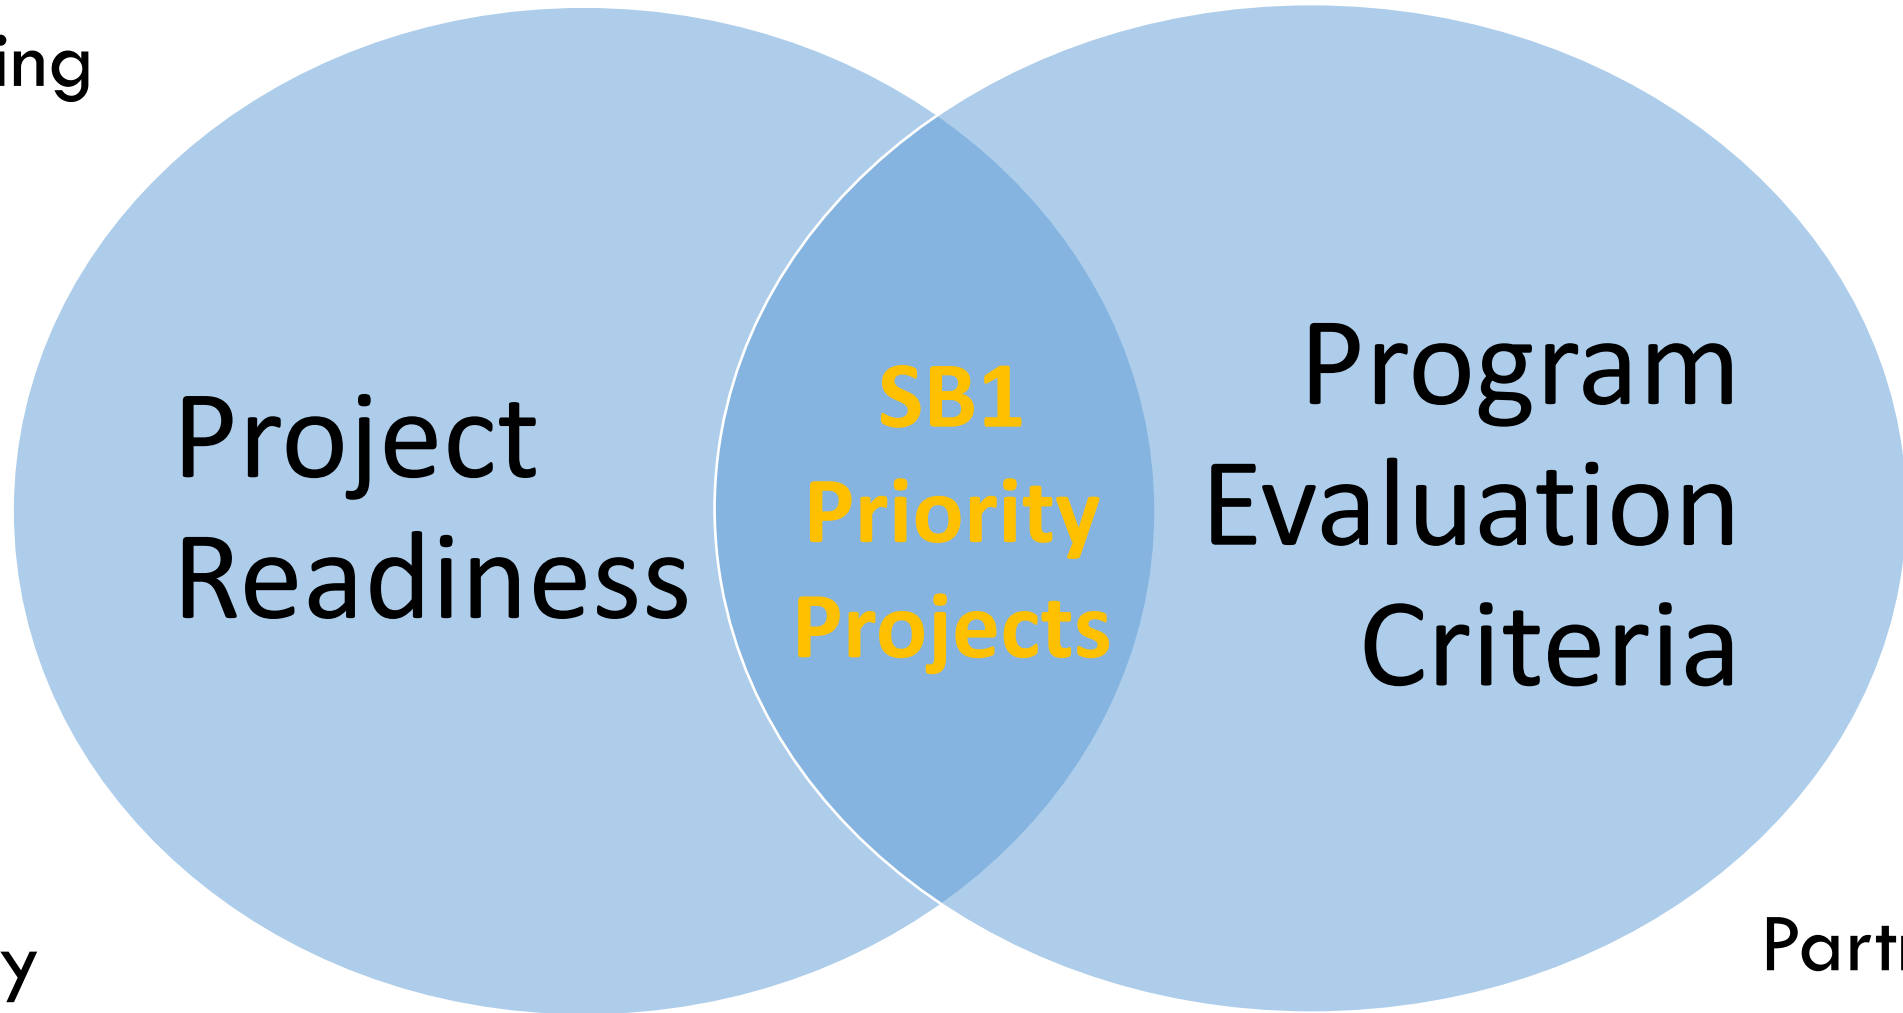 ing
Project
Readiness
SB1
Priority
Projects
Program
Evaluation
Criteria
y
Part